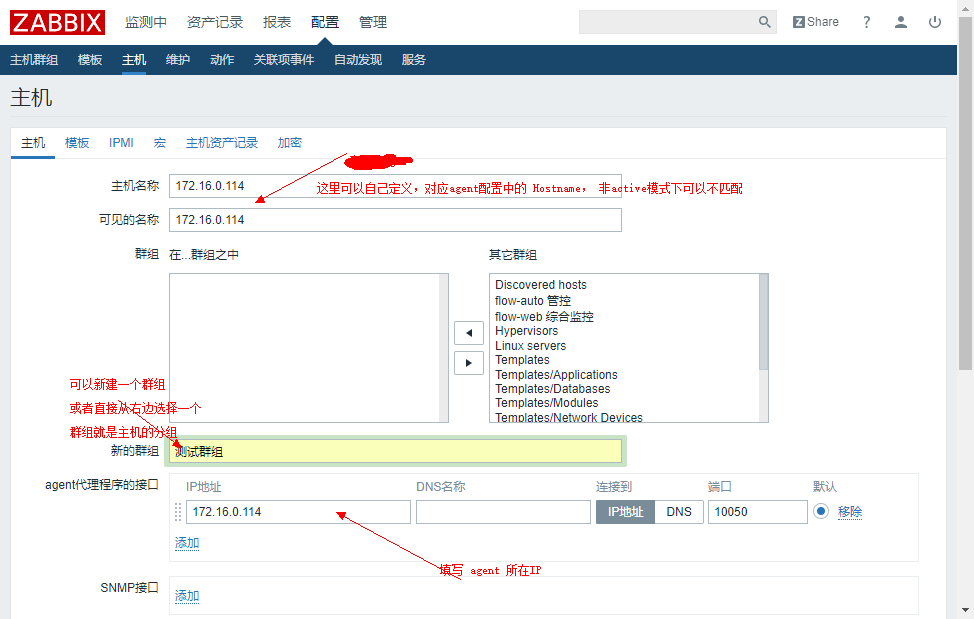 ZABBIX 监测中 资产记录 报表 配置 管理 Share ?
主机群组 模板 主机 维护 动作 关联项事件 自动发现 服务
主机
主机 模板 IPMI 宏 主机资产记录 加密
主机名称 172.16.0.114 这里可以自己定义,对应agent配置中的 Hostname, 非active模式下可以不匹配
可见的名称 172.16.0.114
群组 在...群组之中 其它群组
Discovered hosts
flow-auto 管控
flow-web 综合监控
Hypervisors
Linux servers
Templates
Templates/Applications
Templates/Databases
Templates/Modules
Templates/Network Devices
可以新建一个群组
或者直接从右边选择一个
群组就是主机的分组
新的群组 测试群组
agent代理程序的接口 IP地址 DNS名称 连接到 端口 默认
172.16.0.114 IP地址 DNS 10050 移除
添加
填写 agent 所在IP
SNMP接口 添加